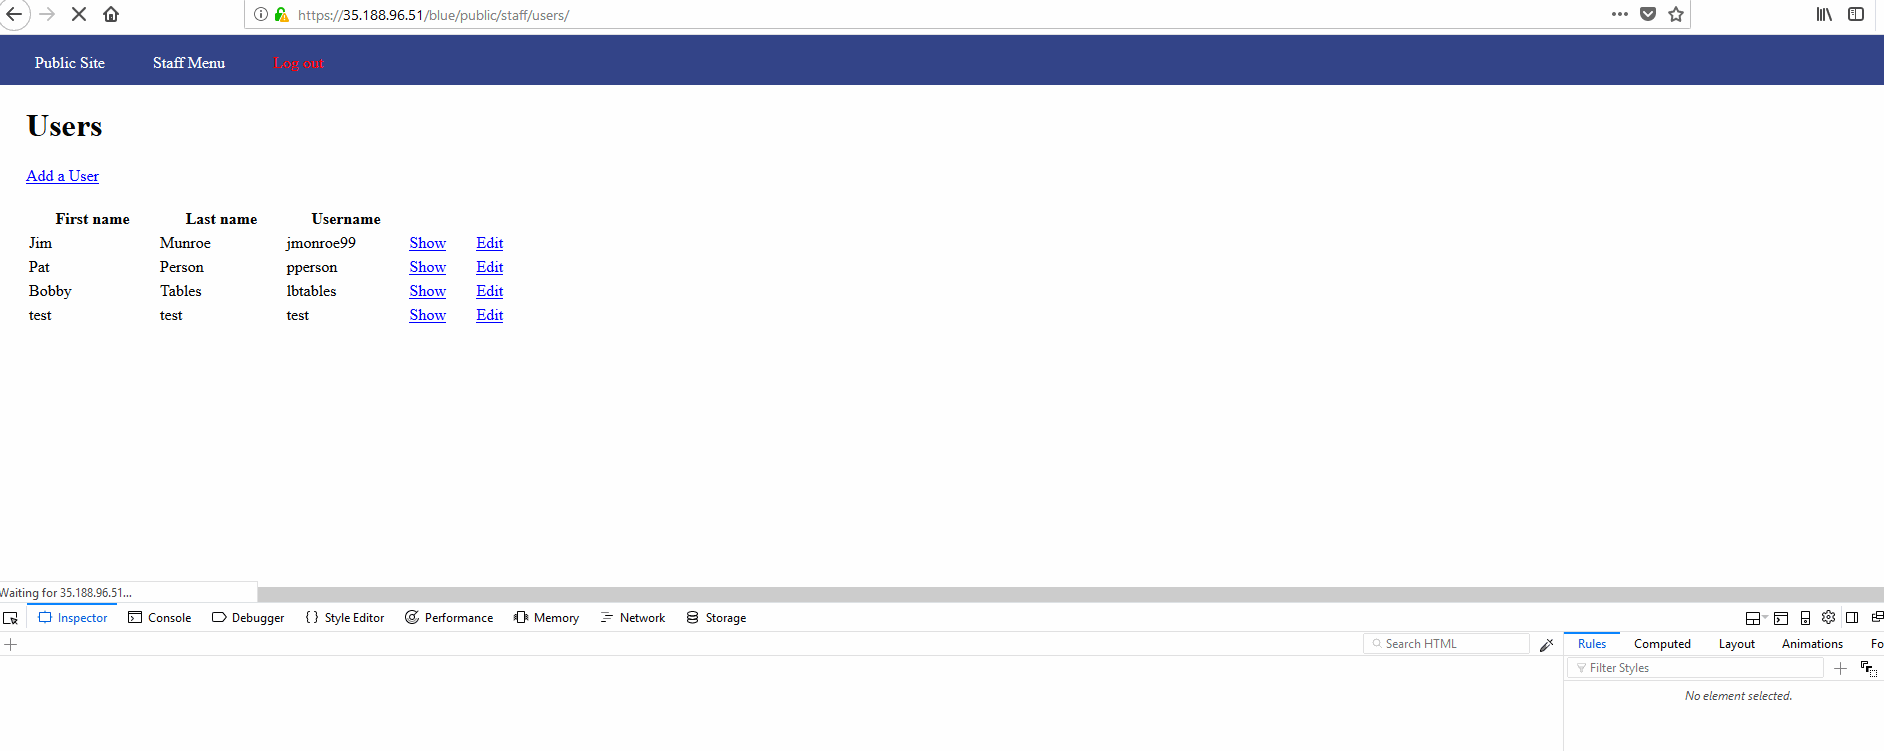 https://35.188.96.51/blue/public/staff/users/
Public Site Staff Menu Log out
Users
Add a User
First name Last name Username
Jim Munroe jmonroe99 Show Edit
Pat Person pperson Show Edit
Bobby Tables lbtables Show Edit
test test test Show Edit
Waiting for 35.188.96.51...
Inspector Console Debugger { } Style Editor Performance Memory Network Storage
Search HTML Rules Computed Layout Animations Fo
Filter Styles
No element selected.